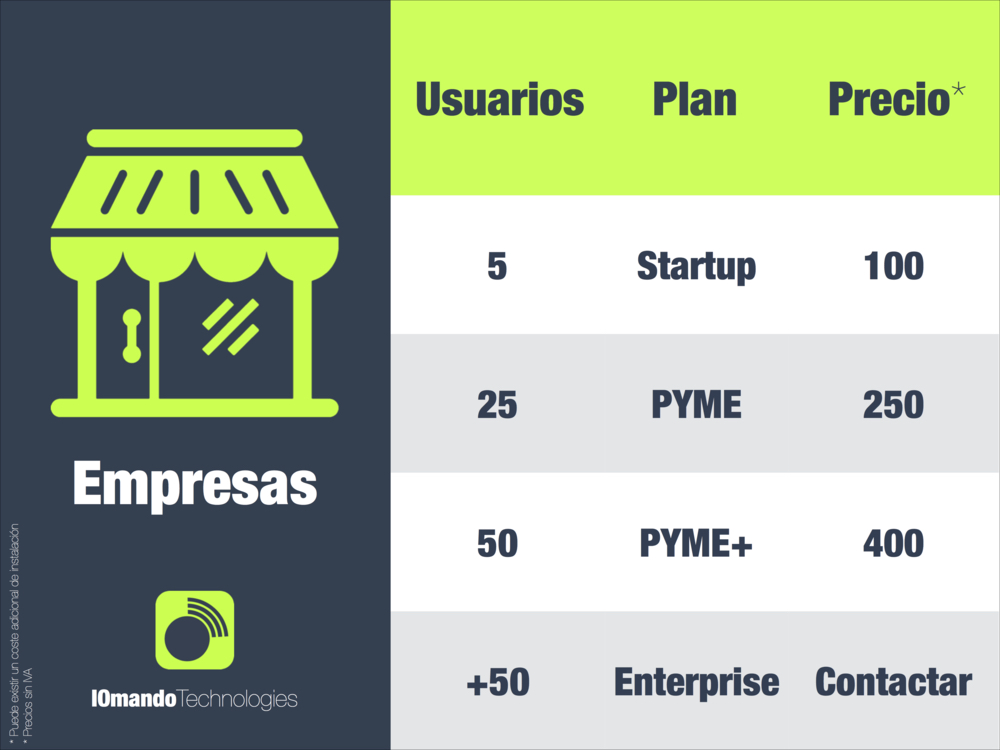 Usuarios Plan Precio*
5 Startup 100
25 PYME 250
50 PYME+ 400
+50 Enterprise Contactar
Empresas
IOmandoTechnologies
* Puede existir un coste adicional de instalación
* Precios sin IVA